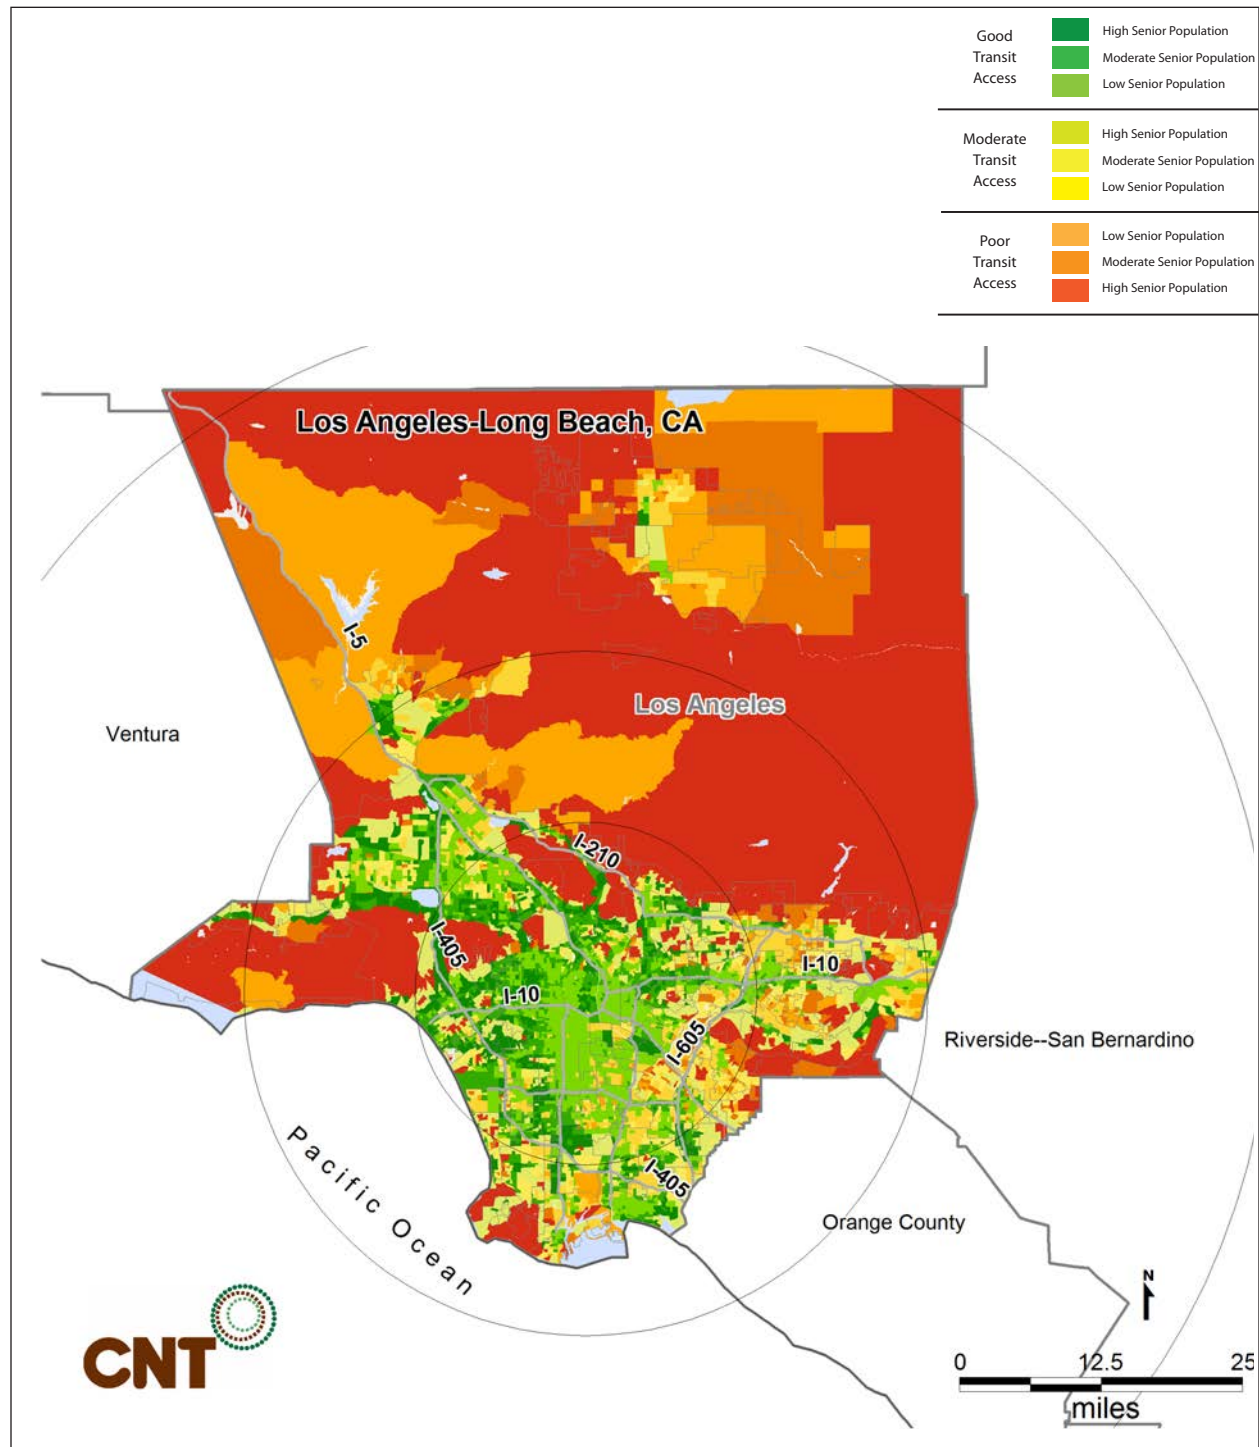 Good
Transit
Access
High Senior Population
Moderate Senior Population
Low Senior Population
Moderate
Transit
Access
High Senior Population
Moderate Senior Population
Low Senior Population
Poor
Transit
Access
Low Senior Population
Moderate Senior Population
High Senior Population
Los Angeles-Long Beach, CA
I-5
Los Angeles
Ventura
I-210
I-405
I-10
I-10
I-605
Riverside--San Bernardino
I-405
Orange County
Pacific Ocean
CNT
N
0 12.5 25
miles